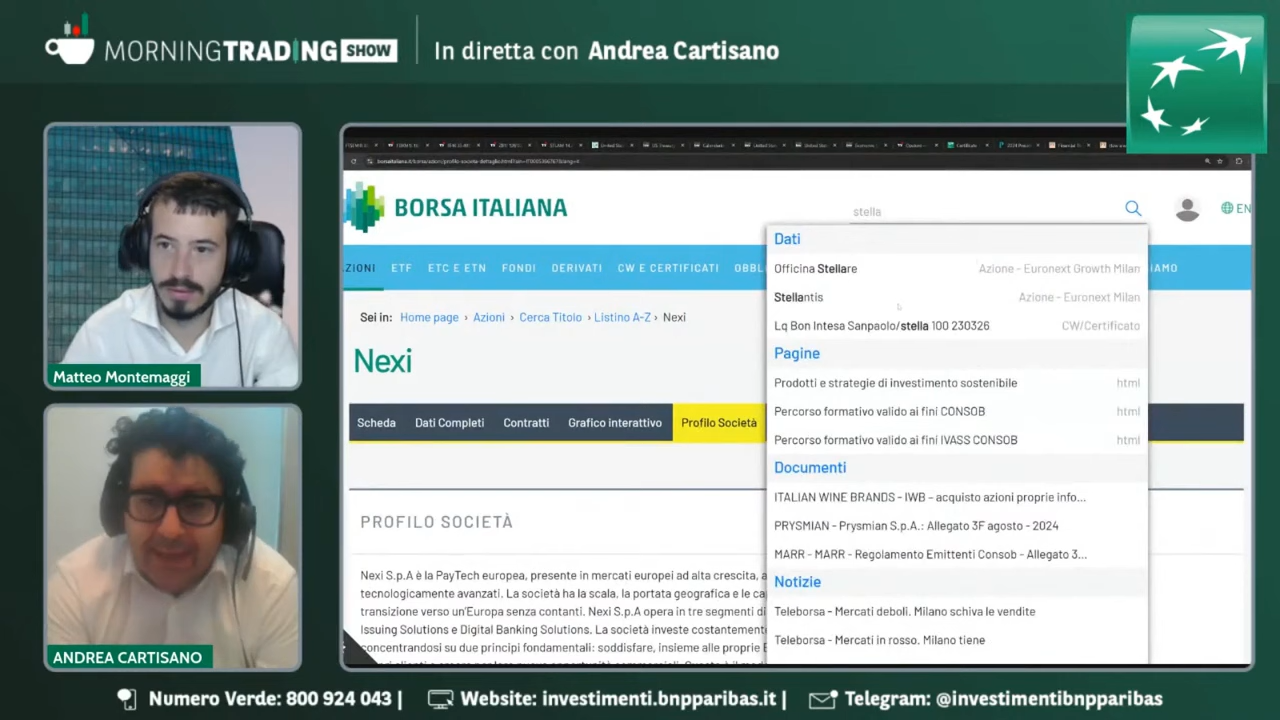 MORNINGTRADINGSHOW
In diretta con Andrea Cartisano
BORSA ITALIANA
stella
EN
AZIONI ETF ETC E ETN FONDI DERIVATI CW E CERTIFICATI
Sei in: Home page › Azioni › Cerca Titolo › Listino A-Z › Nexi
Nexi
Scheda Dati Completi Contratti Grafico interattivo Profilo Società
PROFILO SOCIETÀ
Nexi S.p.A è la PayTech europea, presente in mercati europei ad alta crescita, a
tecnologicamente avanzati. La società ha la scala, la portata geografica e le ca
transizione verso un'Europa senza contanti. Nexi S.p.A opera in tre segmenti di
Issuing Solutions e Digital Banking Solutions. La società investe costantemente
concentrandosi su due principi fondamentali: soddisfare, insieme alle proprie
Dati
Officina Stellare Azione - Euronext Growth Milan
Stellantis Azione - Euronext Milan
Lq Bon Intesa Sanpaolo/stella 100 230326 CW/Certificato
Pagine
Prodotti e strategie di investimento sostenibile html
Percorso formativo valido ai fini CONSOB html
Percorso formativo valido ai fini IVASS CONSOB html
Documenti
ITALIAN WINE BRANDS - IWB - acquisto azioni proprie info...
PRYSMIAN - Prysmian S.p.A.: Allegato 3F agosto - 2024
MARR - MARR - Regolamento Emittenti Consob - Allegato 3...
Notizie
Teleborsa - Mercati deboli. Milano schiva le vendite
Teleborsa - Mercati in rosso. Milano tiene
Matteo Montemaggi
ANDREA CARTISANO
Numero Verde: 800 924 043 | Website: investimenti.bnpparibas.it | Telegram: @investimentibnpparibas